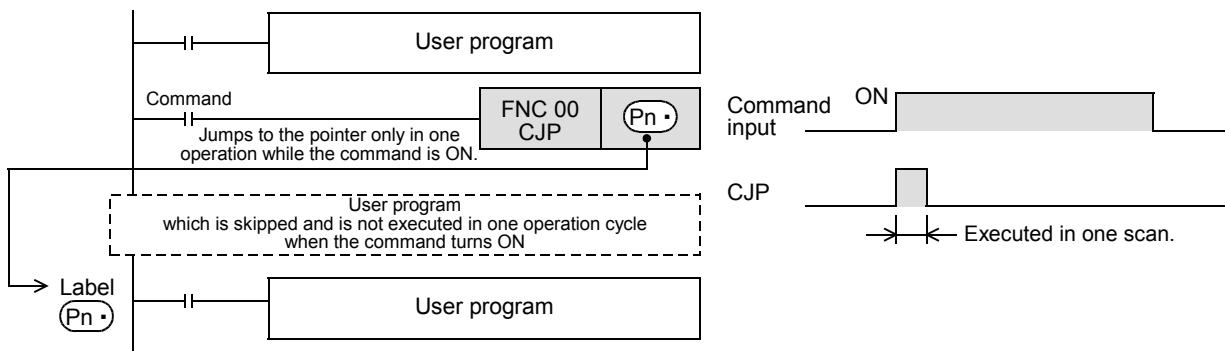 User program
Command
FNC 00
CJP
Pn •
Jumps to the pointer only in one
operation while the command is ON.
User program
which is skipped and is not executed in one operation cycle
when the command turns ON
Label
Pn •
User program
Command
input
ON
CJP
Executed in one scan.